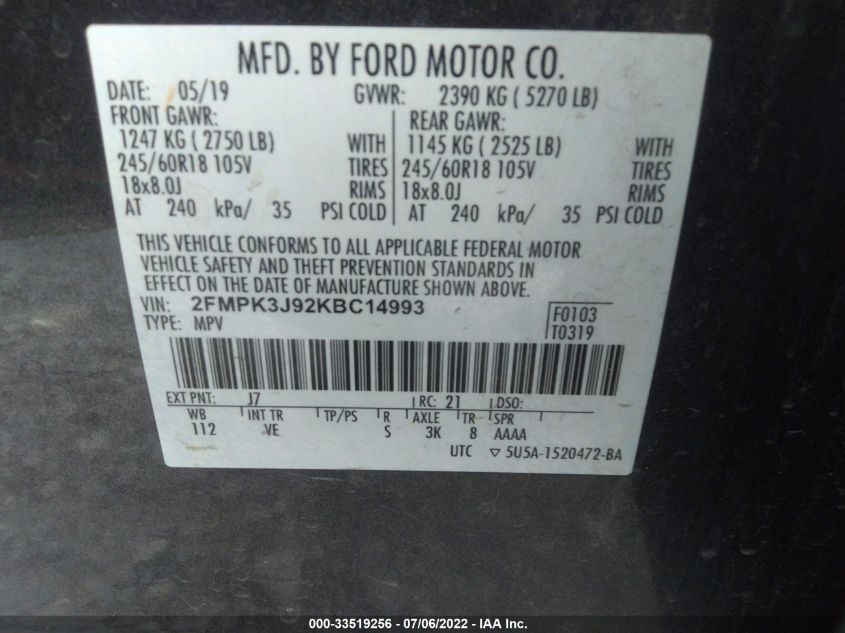 MFD. BY FORD MOTOR CO.
DATE: 05/19 GVWR: 2390 KG ( 5270 LB)
FRONT GAWR: REAR GAWR:
1247 KG ( 2750 LB) WITH 1145 KG ( 2525 LB) WITH
245/60R18 105V TIRES 245/60R18 105V TIRES
18x8.0J RIMS 18x8.0J RIMS
AT 240 kPa/ 35 PSI COLD AT 240 kPa/ 35 PSI COLD
THIS VEHICLE CONFORMS TO ALL APPLICABLE FEDERAL MOTOR
VEHICLE SAFETY AND THEFT PREVENTION STANDARDS IN
EFFECT ON THE DATE OF MANUFACTURE SHOWN ABOVE.
VIN: 2FMPK3J92KBC14993 F0103
TYPE: MPV T0319
EXT PNT: J7 RC: 21 DSO:
WB INT TR TP/PS R AXLE TR SPR
112 VE S 3K 8 AAAA
UTC ▽ 5U5A-1520472-BA
000-33519256 - 07/06/2022 - IAA Inc.